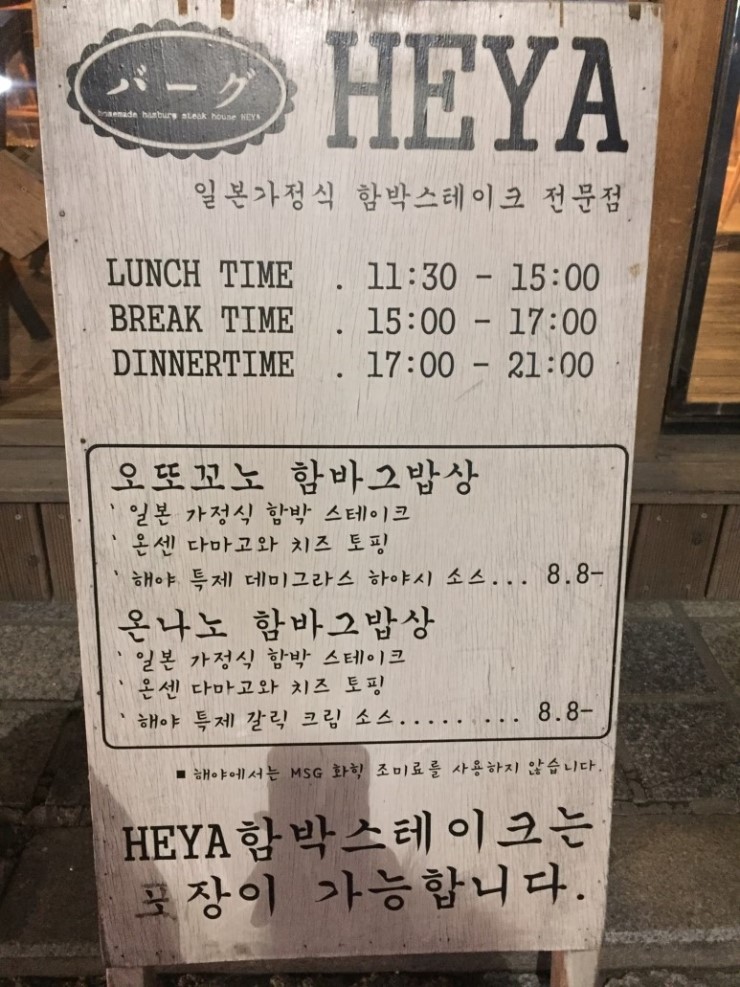 バーグ
homemade hamburg steak house HEYA
HEYA
일본가정식 함박스테이크 전문점
LUNCH TIME . 11:30 - 15:00
BREAK TIME . 15:00 - 17:00
DINNERTIME . 17:00 - 21:00
오또꼬노 함바그밥상
' 일본 가정식 함박 스테이크
' 온센 다마고와 치즈 토핑
' 해야 특제 데미그라스 하야시 소스... 8.8-
온나노 함바그밥상
' 일본 가정식 함박 스테이크
' 온센 다마고와 치즈 토핑
' 해야 특제 갈릭 크림 소스......... 8.8-
■ 해야에서는 MSG 화학 조미료를 사용하지 않습니다.
HEYA함박스테이크는
포장이 가능합니다.